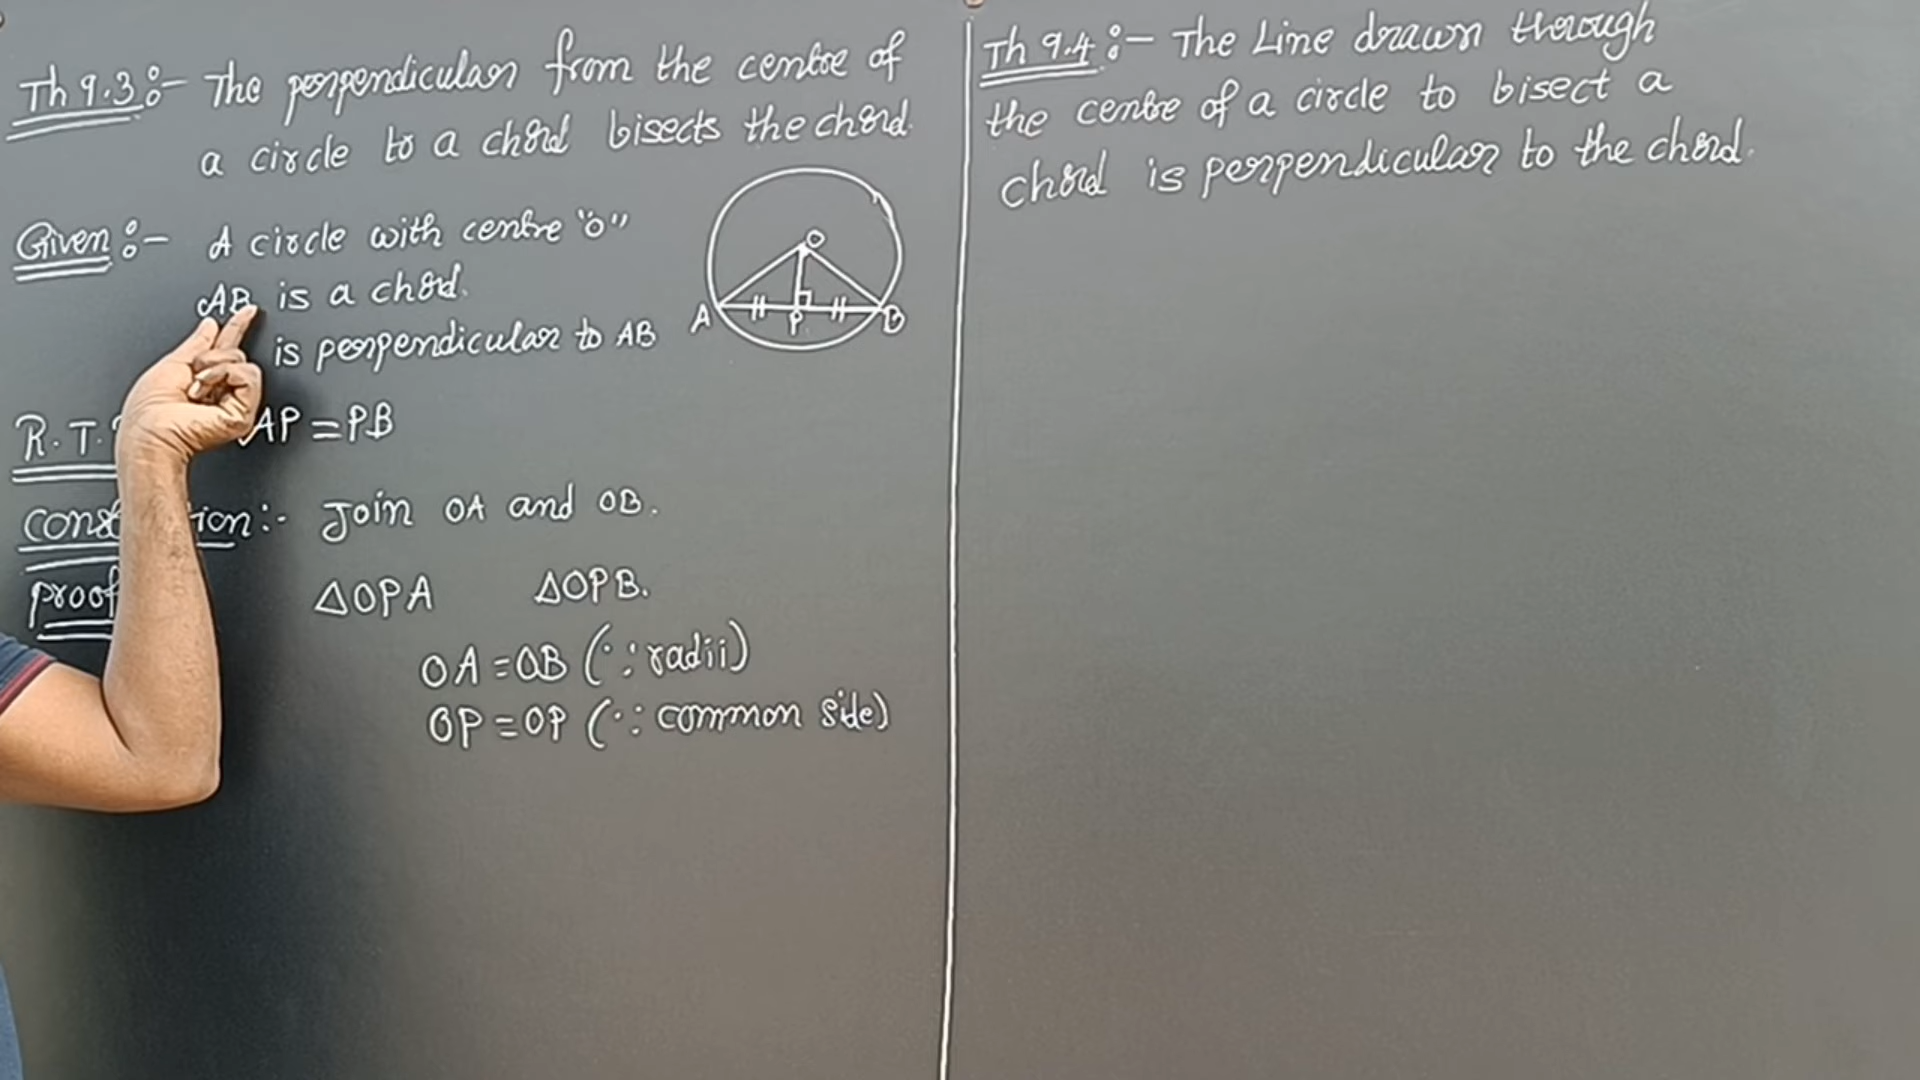 Th 9.3:- The perpendicular from the centre of
a circle to a chord bisects the chord.
Given:- A circle with centre "O"
AB is a chord.
is perpendicular to AB
R.T.
AP = PB
Join OA and OB.
proof
△OPA △OPB.
OA = OB (∵ radii)
OP = OP (∵ common side)
O
A
P
B
Th 9.4:- The Line drawn through
the centre of a circle to bisect a
chord is perpendicular to the chord.